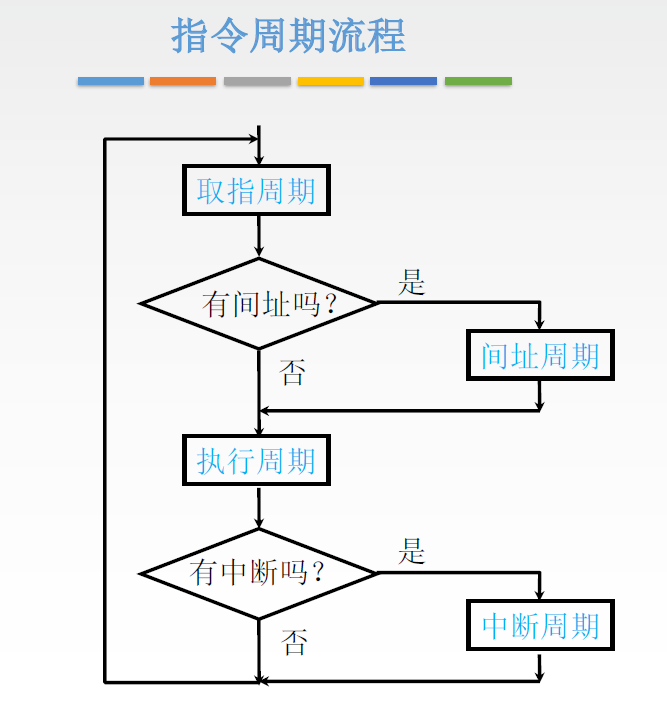 指令周期流程
取指周期
有间址吗？
是
间址周期
否
执行周期
有中断吗？
是
中断周期
否